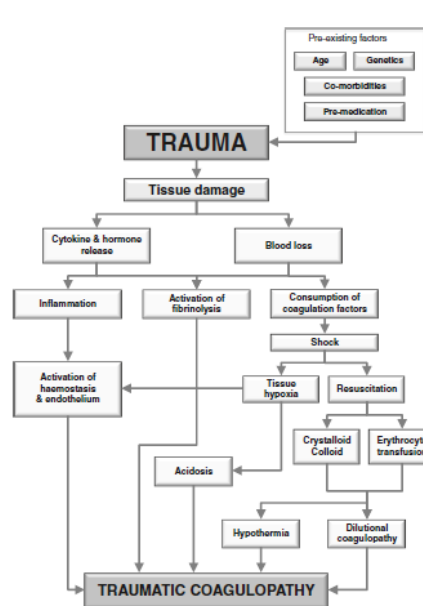 Pre-existing factors
Age
Genetics
Co-morbidities
Pre-medication
TRAUMA
Tissue damage
Cytokine & hormone
release
Blood loss
Inflammation
Activation of
fibrinolysis
Consumption of
coagulation factors
Shock
Activation of
haemostasis
& endothelium
Tissue
hypoxia
Resuscitation
Crystalloid
Colloid
Erythrocyt
transfusion
Acidosis
Hypothermia
Dilutional
coagulopathy
TRAUMATIC COAGULOPATHY